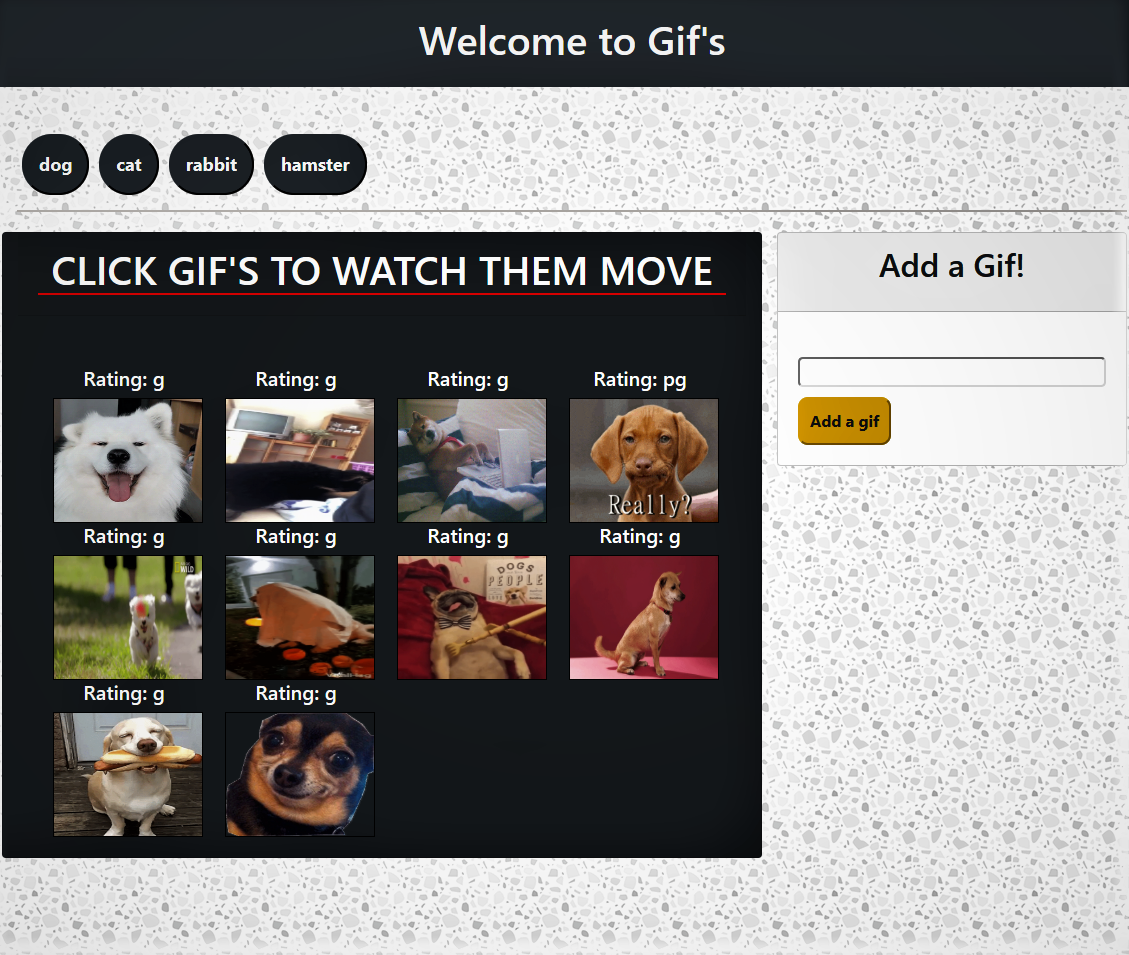 Welcome to Gif's
dog cat rabbit hamster
CLICK GIF'S TO WATCH THEM MOVE
Add a Gif!
Rating: g Rating: g Rating: g Rating: pg
Really?
Add a gif
Rating: g Rating: g Rating: g Rating: g
WILD
DOGS
PEOPLE
Rating: g Rating: g